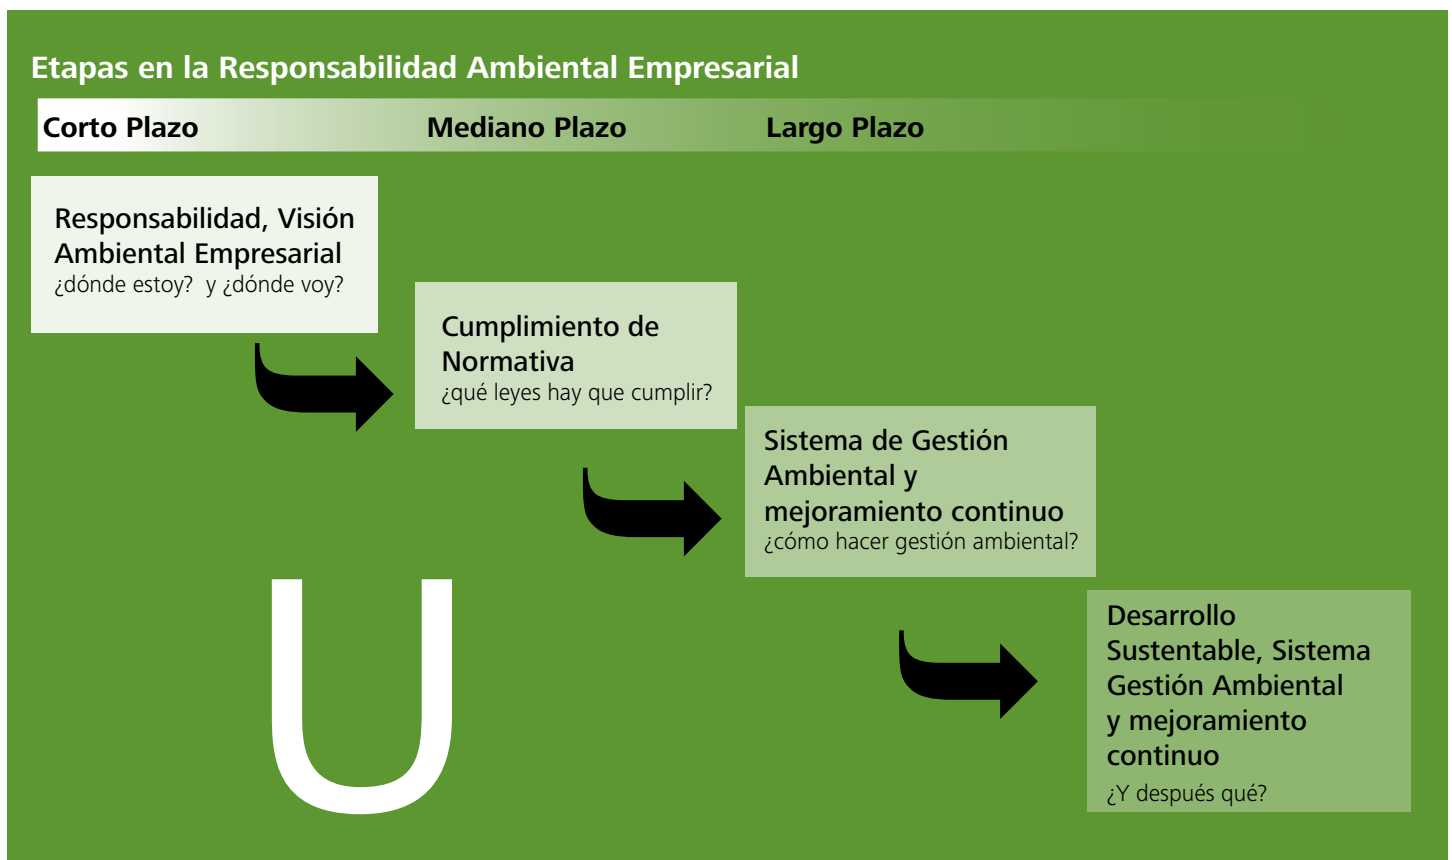 Etapas en la Responsabilidad Ambiental Empresarial
Corto Plazo
Mediano Plazo
Largo Plazo
Responsabilidad, Visión
Ambiental Empresarial
¿dónde estoy?  y ¿dónde voy?
Cumplimiento de
Normativa
¿qué leyes hay que cumplir?
Sistema de Gestión
Ambiental y
mejoramiento continuo
¿cómo hacer gestión ambiental?
Desarrollo
Sustentable, Sistema
Gestión Ambiental
y mejoramiento
continuo
¿Y después qué?
U